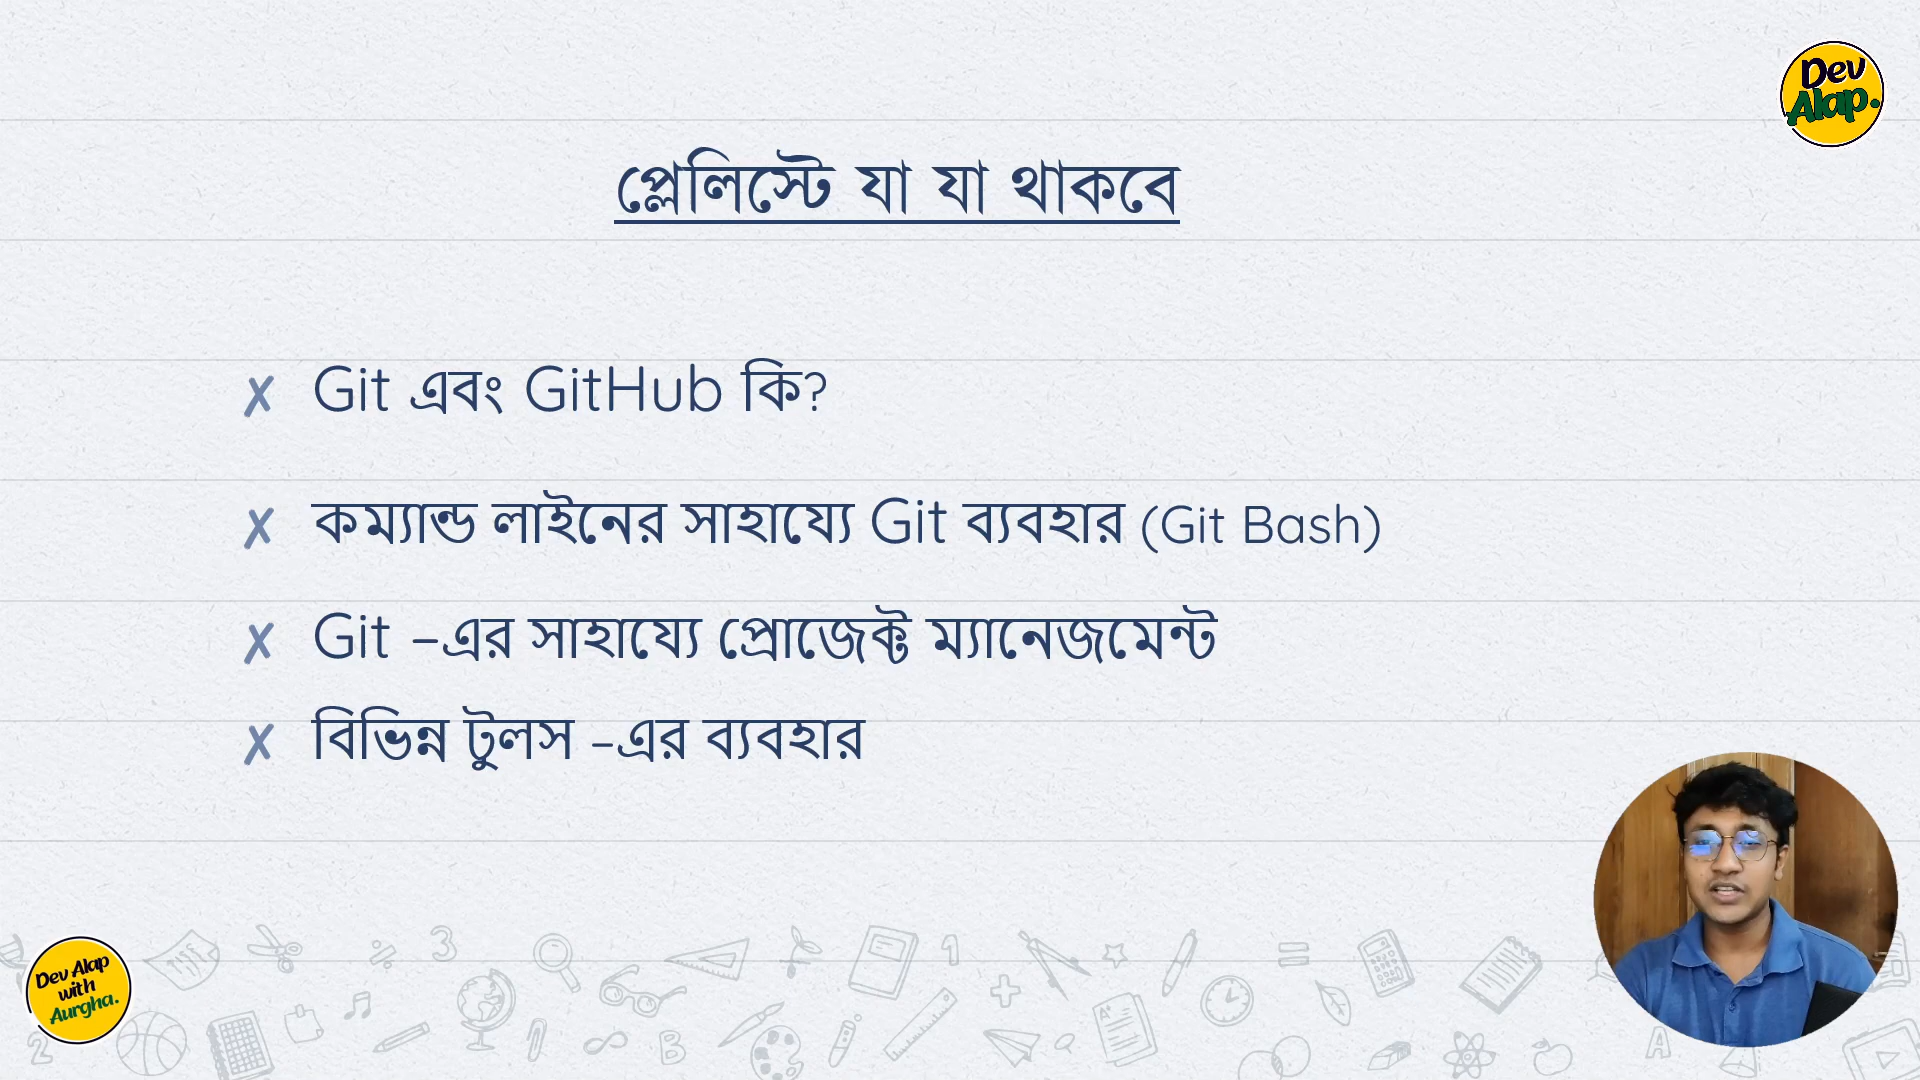 Dev
Alap.
প্লেলিস্টে যা যা থাকবে
✗ Git এবং GitHub কি?
✗ কম্যান্ড লাইনের সাহায্যে Git ব্যবহার (Git Bash)
✗ Git –এর সাহায্যে প্রোজেক্ট ম্যানেজমেন্ট
✗ বিভিন্ন টুলস –এর ব্যবহার
Dev Alap
with
Aurgha.